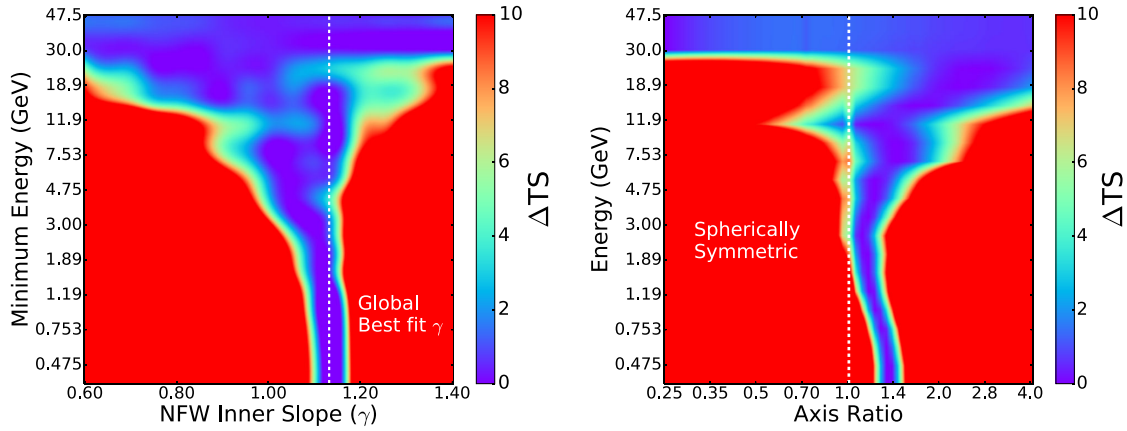 47.5
30.0
18.9
11.9
7.53
4.75
3.00
1.89
1.19
0.753
0.475
Minimum Energy (GeV)
Global
Best fit γ
0.60 0.80 1.00 1.20 1.40
NFW Inner Slope (γ)
10
8
6
4
2
0
ΔTS
47.5
30.0
18.9
11.9
7.53
4.75
3.00
1.89
1.19
0.753
0.475
Energy (GeV)
Spherically
Symmetric
0.25 0.35 0.5 0.70 1.0 1.4 2.0 2.8 4.0
Axis Ratio
10
8
6
4
2
0
ΔTS